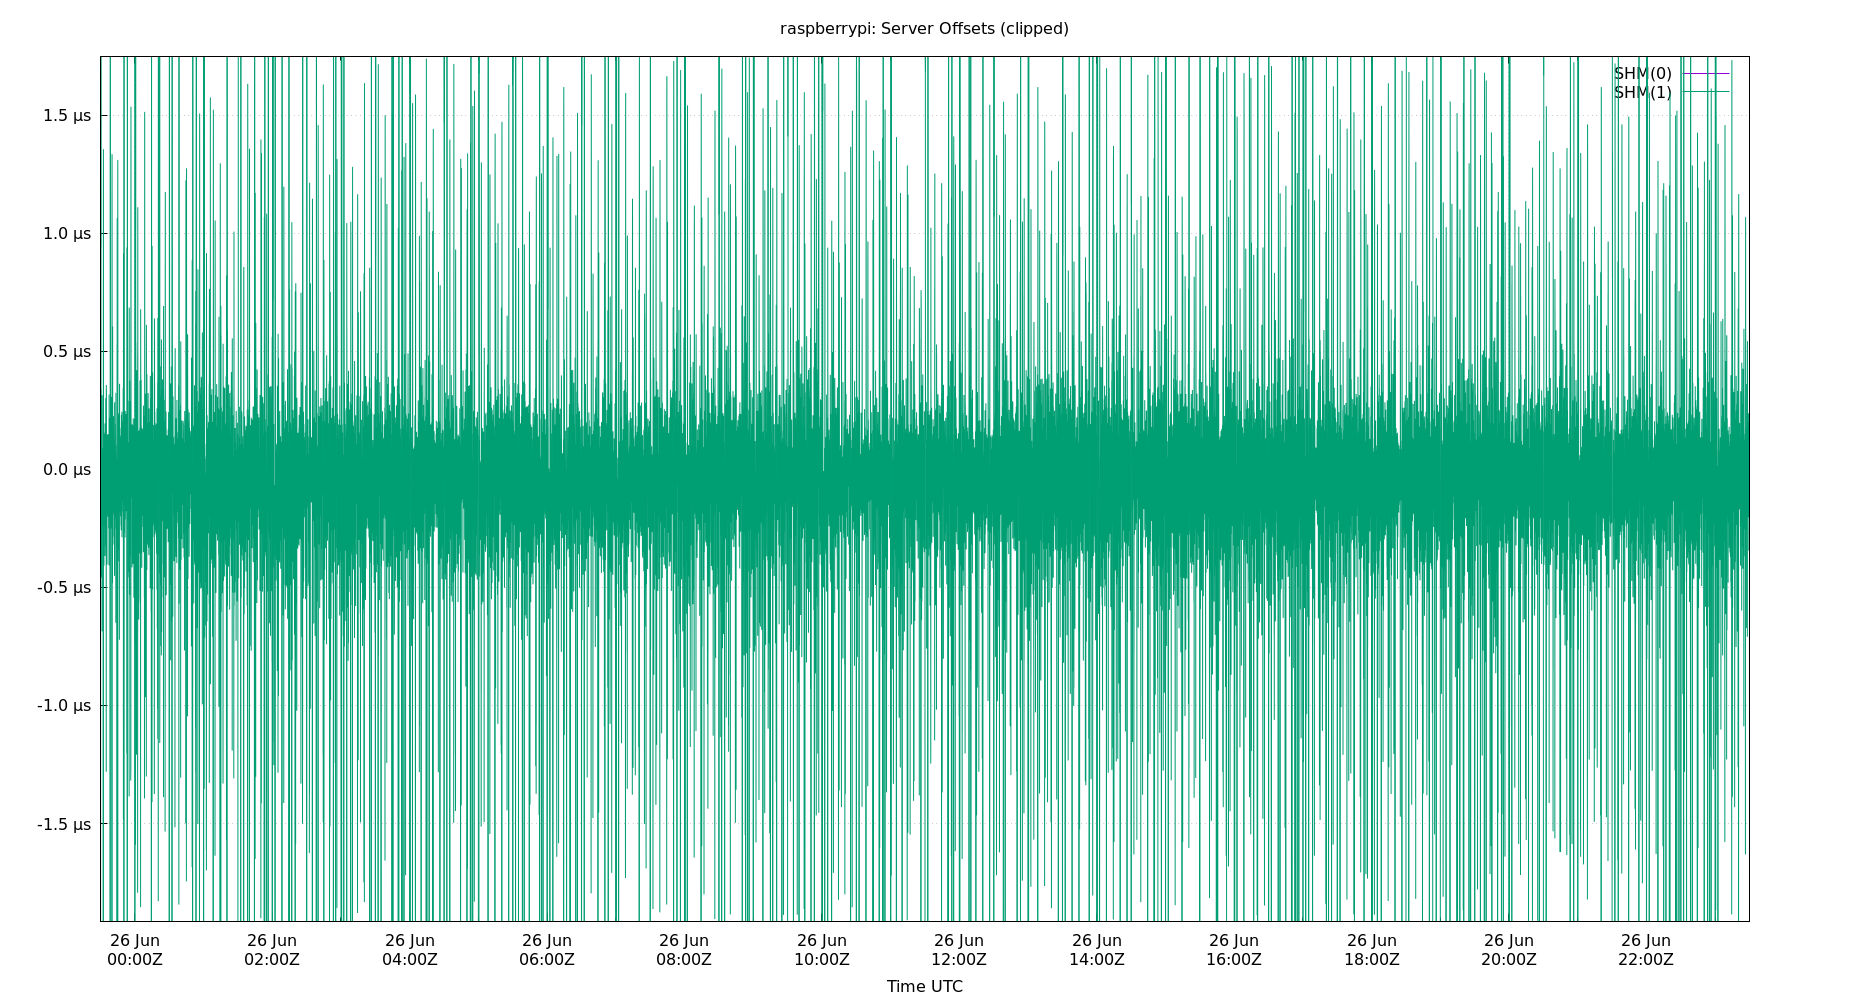 raspberrypi: Server Offsets (clipped)
SHM(0)
SHM(1)
1.5 µs
1.0 µs
0.5 µs
0.0 µs
-0.5 µs
-1.0 µs
-1.5 µs
26 Jun 26 Jun 26 Jun 26 Jun 26 Jun 26 Jun 26 Jun 26 Jun 26 Jun 26 Jun 26 Jun 26 Jun
00:00Z 02:00Z 04:00Z 06:00Z 08:00Z 10:00Z 12:00Z 14:00Z 16:00Z 18:00Z 20:00Z 22:00Z
Time UTC